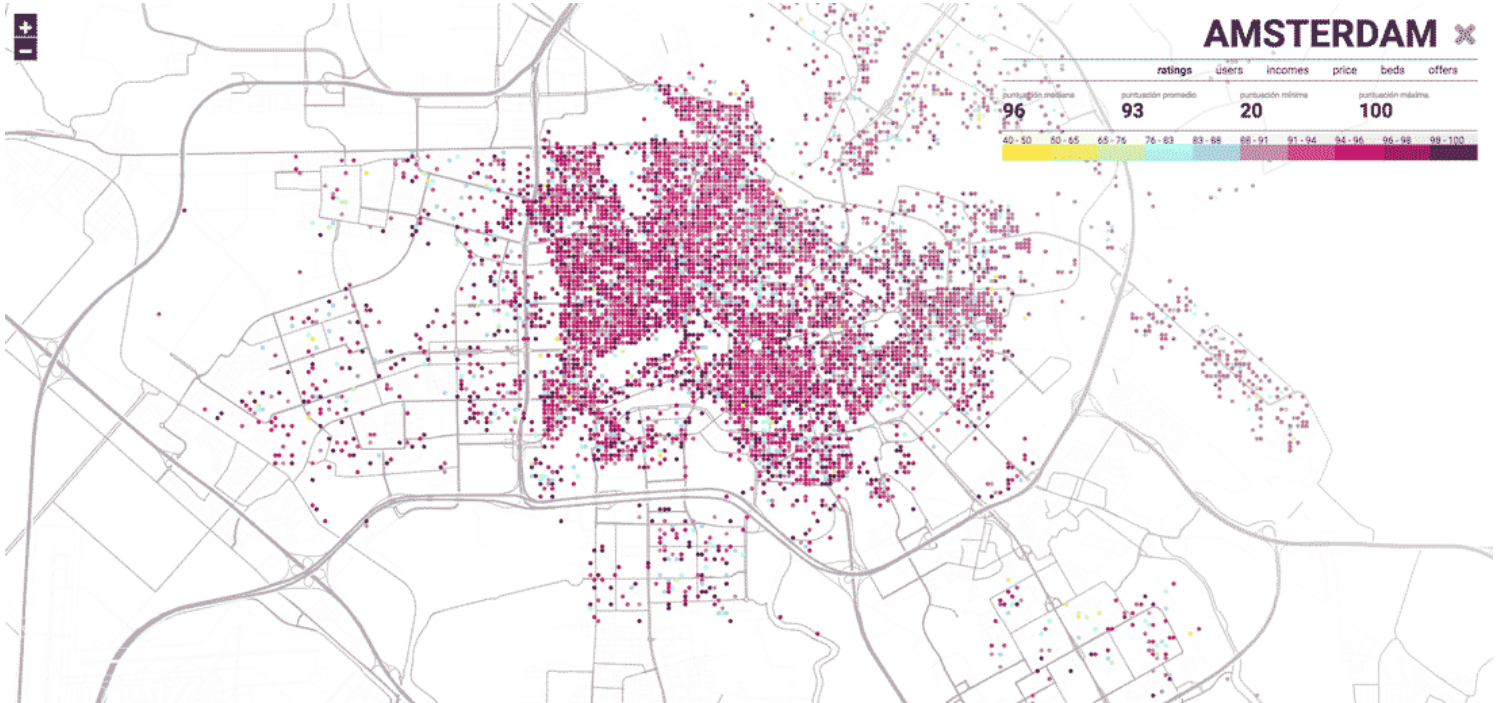 +
AMSTERDAM
−
ratings users incomes price beds offers
puntuación mediana puntuación promedio puntuación mínima puntuación máxima
96 93 20 100
40 - 50 50 - 65 65 - 76 76 - 83 83 - 88 88 - 91 91 - 94 94 - 96 96 - 98 98 - 100